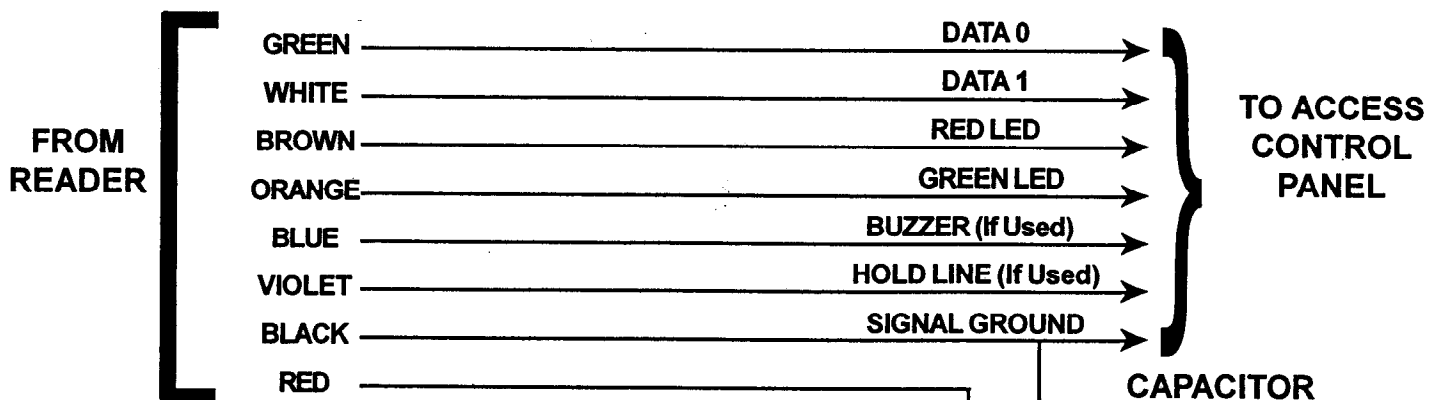 GREEN DATA 0
WHITE DATA 1
BROWN RED LED
ORANGE GREEN LED
BLUE BUZZER (If Used)
VIOLET HOLD LINE (If Used)
BLACK SIGNAL GROUND
RED
FROM
READER
TO ACCESS
CONTROL
PANEL
CAPACITOR